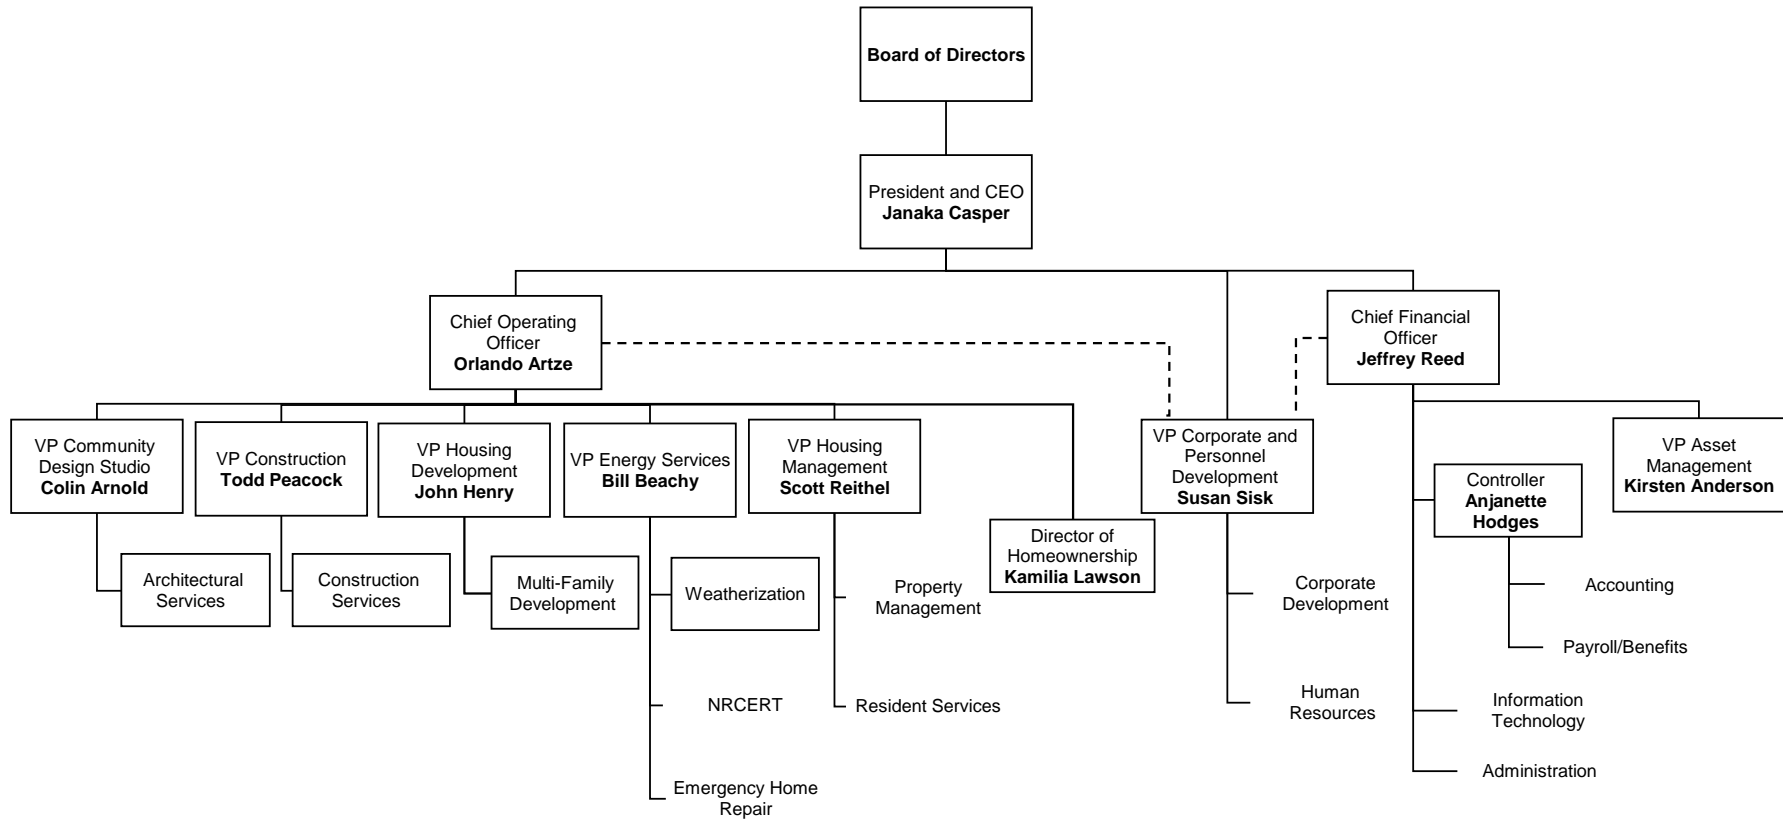 Board of Directors
President and CEO
Janaka Casper
Chief Operating
Officer
Orlando Artze
Chief Financial
Officer
Jeffrey Reed
VP Community
Design Studio
Colin Arnold
VP Construction
Todd Peacock
VP Housing
Development
John Henry
VP Energy Services
Bill Beachy
VP Housing
Management
Scott Reithel
Director of
Homeownership
Kamilia Lawson
VP Corporate and
Personnel
Development
Susan Sisk
Controller
Anjanette
Hodges
VP Asset
Management
Kirsten Anderson
Architectural
Services
Construction
Services
Multi-Family
Development
Weatherization
Property
Management
Corporate
Development
Accounting
Payroll/Benefits
NRCERT
Resident Services
Human
Resources
Information
Technology
Administration
Emergency Home
Repair